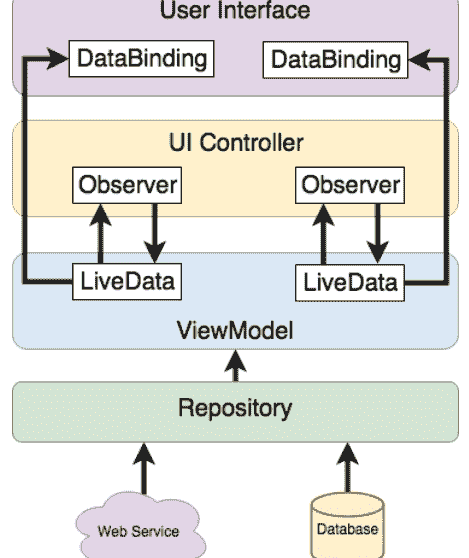 User Interface
DataBinding
DataBinding
UI Controller
Observer
Observer
LiveData
LiveData
ViewModel
Repository
Web Service
Database